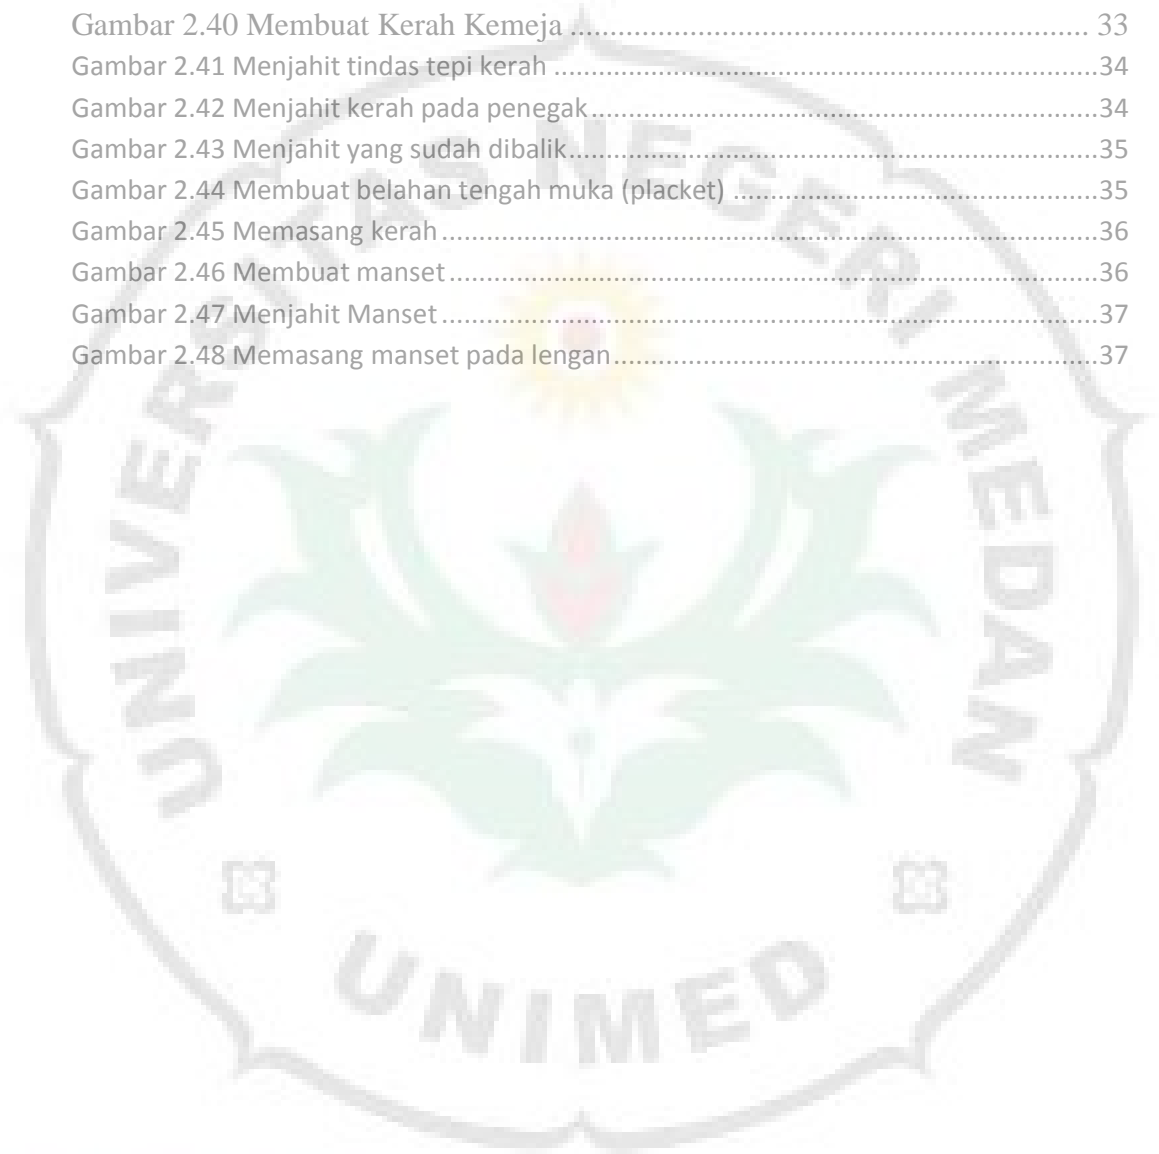 Gambar 2.40 Membuat Kerah Kemeja .................................................................. 33
Gambar 2.41 Menjahit tindas tepi kerah ..........................................................................34
Gambar 2.42 Menjahit kerah pada penegak.....................................................................34
Gambar 2.43 Menjahit yang sudah dibalik........................................................................35
Gambar 2.44 Membuat belahan tengah muka (placket) .................................................35
Gambar 2.45 Memasang kerah.........................................................................................36
Gambar 2.46 Membuat manset........................................................................................36
Gambar 2.47 Menjahit Manset.........................................................................................37
Gambar 2.48 Memasang manset pada lengan..................................................................37
UNIVERSITAS NEGERI MEDAN
UNIMED